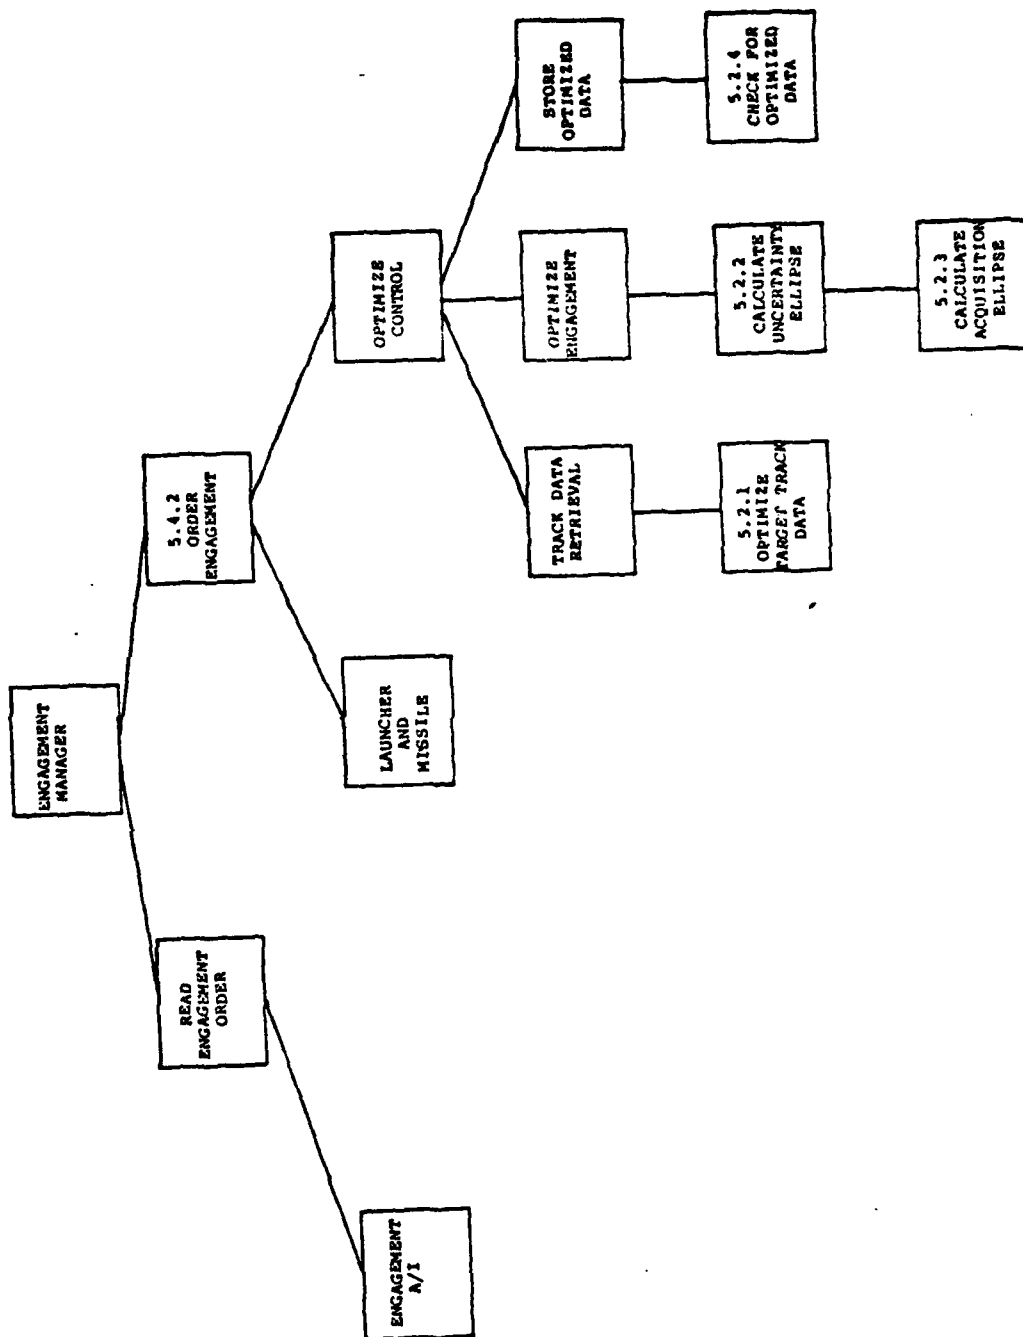 ENGAGEMENT
MANAGER
READ
ENGAGEMENT
ORDER
5.4.2
ORDER
ENGAGEMENT
ENGAGEMENT
A/I
LAUNCHER
AND
MISSILE
OPTIMIZE
CONTROL
TRACK DATA
RETRIEVAL
OPTIMIZE
ENGAGEMENT
STORE
OPTIMIZED
DATA
5.2.1
OPTIMIZE
TARGET TRACK
DATA
5.2.2
CALCULATE
UNCERTAINTY
ELLIPSE
5.2.4
CHECK FOR
OPTIMIZED
DATA
5.2.3
CALCULATE
ACQUISITION
ELLIPSE